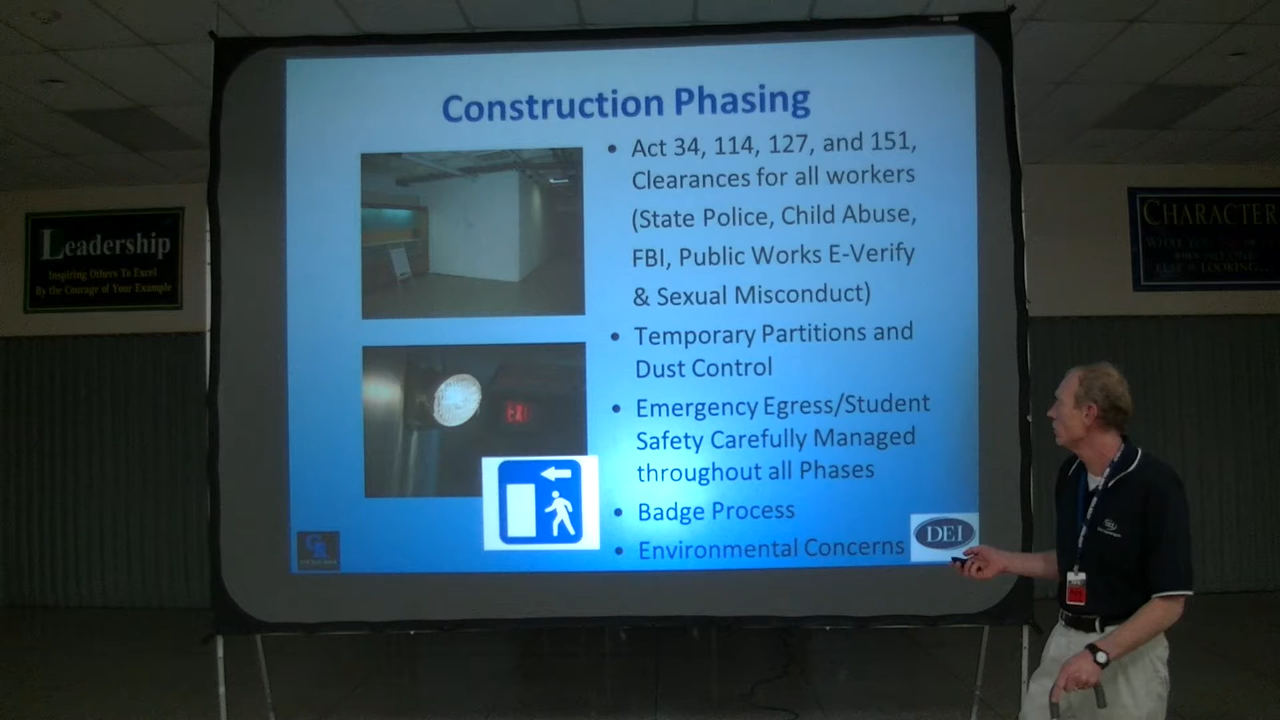 Construction Phasing
• Act 34, 114, 127, and 151,
Clearances for all workers
(State Police, Child Abuse,
FBI, Public Works E-Verify
& Sexual Misconduct)
• Temporary Partitions and
Dust Control
• Emergency Egress/Student
Safety Carefully Managed
throughout all Phases
• Badge Process
• Environmental Concerns
EXIT
DEI
Leadership
Inspiring Others To Excel
By the Courage of Your Example
CHARACTER